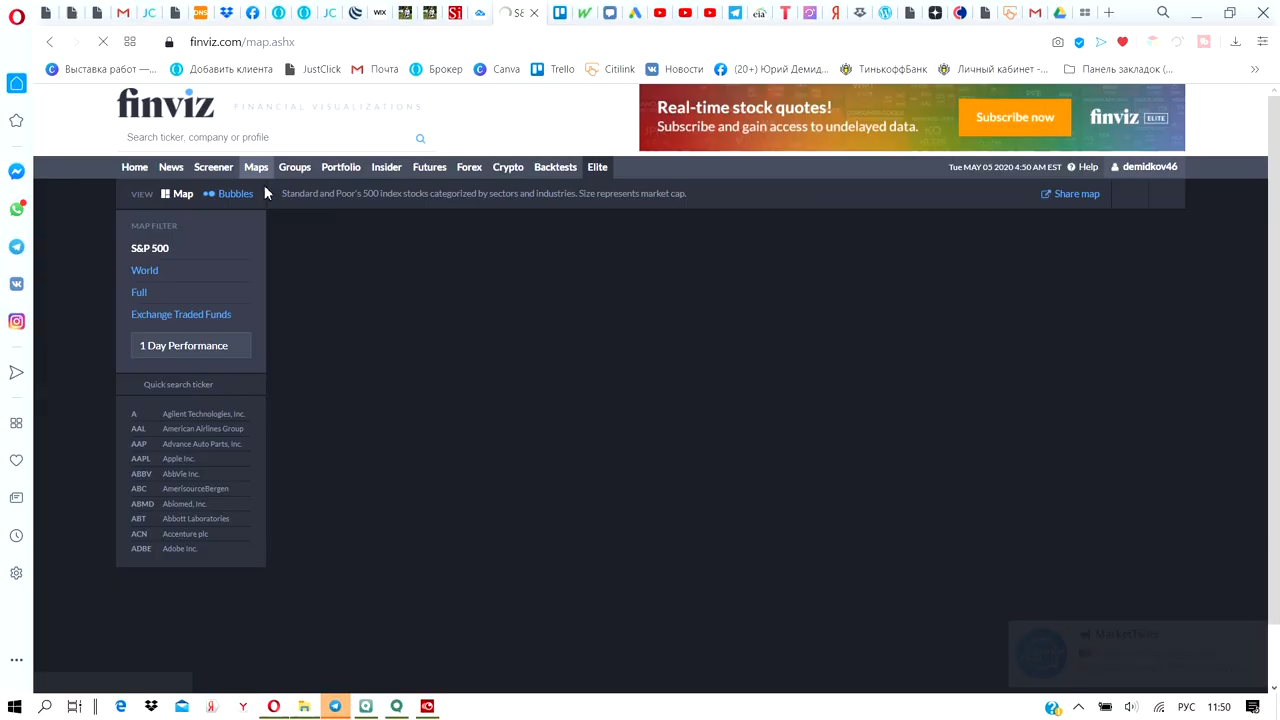 S&
finviz.com/map.ashx
Выставка работ —... Добавить клиента JustClick Почта Брокер Canva Trello Citilink Новости (20+) Юрий Демид... ТинькоффБанк Личный кабинет -... Панель закладок (...
finviz FINANCIAL VISUALIZATIONS
Real-time stock quotes!
Subscribe and gain access to undelayed data.
Subscribe now
finviz ELITE
Search ticker, company or profile
Home News Screener Maps Groups Portfolio Insider Futures Forex Crypto Backtests Elite
Tue MAY 05 2020 4:50 AM EST Help demidkov46
VIEW Map Bubbles Standard and Poor's 500 index stocks categorized by sectors and industries. Size represents market cap. Share map
MAP FILTER
S&P 500
World
Full
Exchange Traded Funds
1 Day Performance
Quick search ticker
A Agilent Technologies, Inc.
AAL American Airlines Group
AAP Advance Auto Parts, Inc.
AAPL Apple Inc.
ABBV AbbVie Inc.
ABC AmerisourceBergen
ABMD Abiomed, Inc.
ABT Abbott Laboratories
ACN Accenture plc
ADBE Adobe Inc.
РУС 11:50